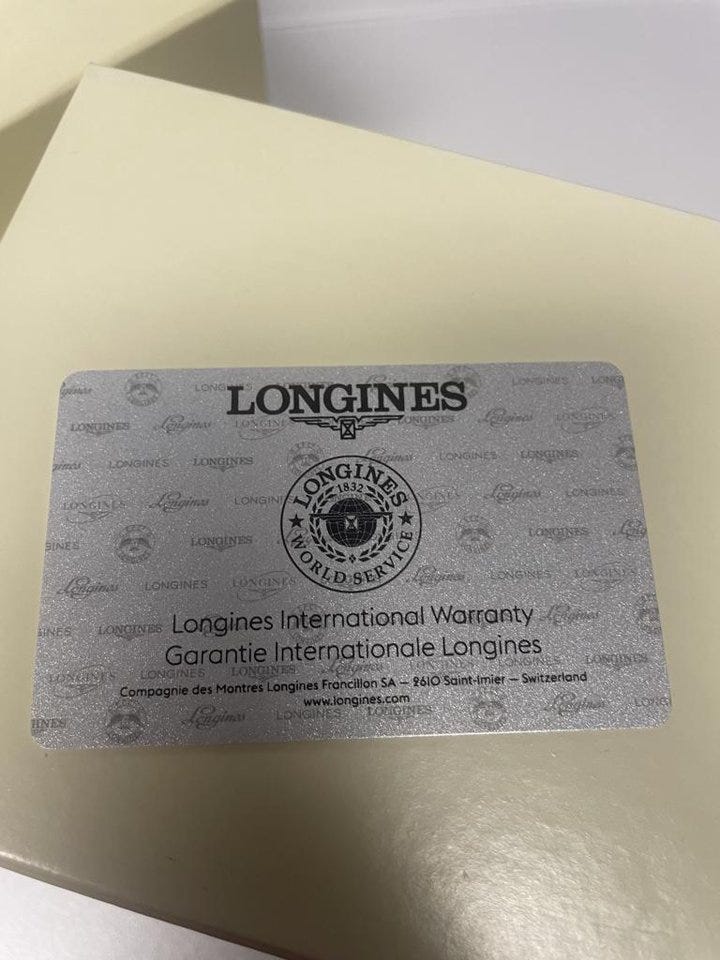 LONGINES
LONGINES
1832
WORLD SERVICE
Longines International Warranty
Garantie Internationale Longines
Compagnie des Montres Longines Francillon SA — 2610 Saint-Imier — Switzerland
www.longines.com